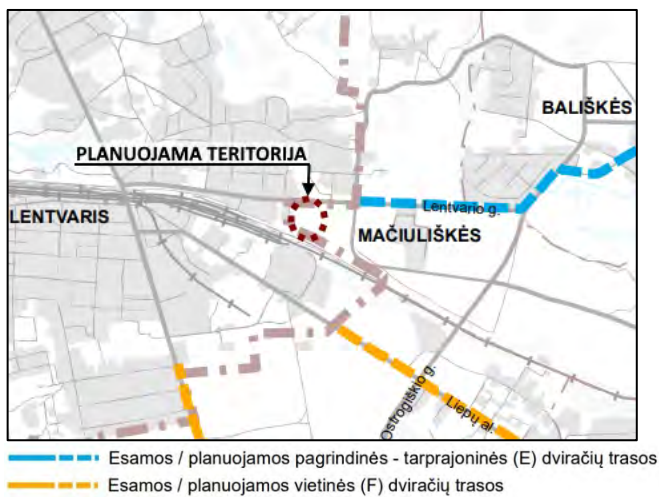 BALIŠKĖS
PLANUOJAMA TERITORIJA
LENTVARIS
Lentvario g.
MAČIULIŠKĖS
Ostrogiškio g.
Liepų al.
Esamos / planuojamos pagrindinės - tarprajoninės (E) dviračių trasos
Esamos / planuojamos vietinės (F) dviračių trasos